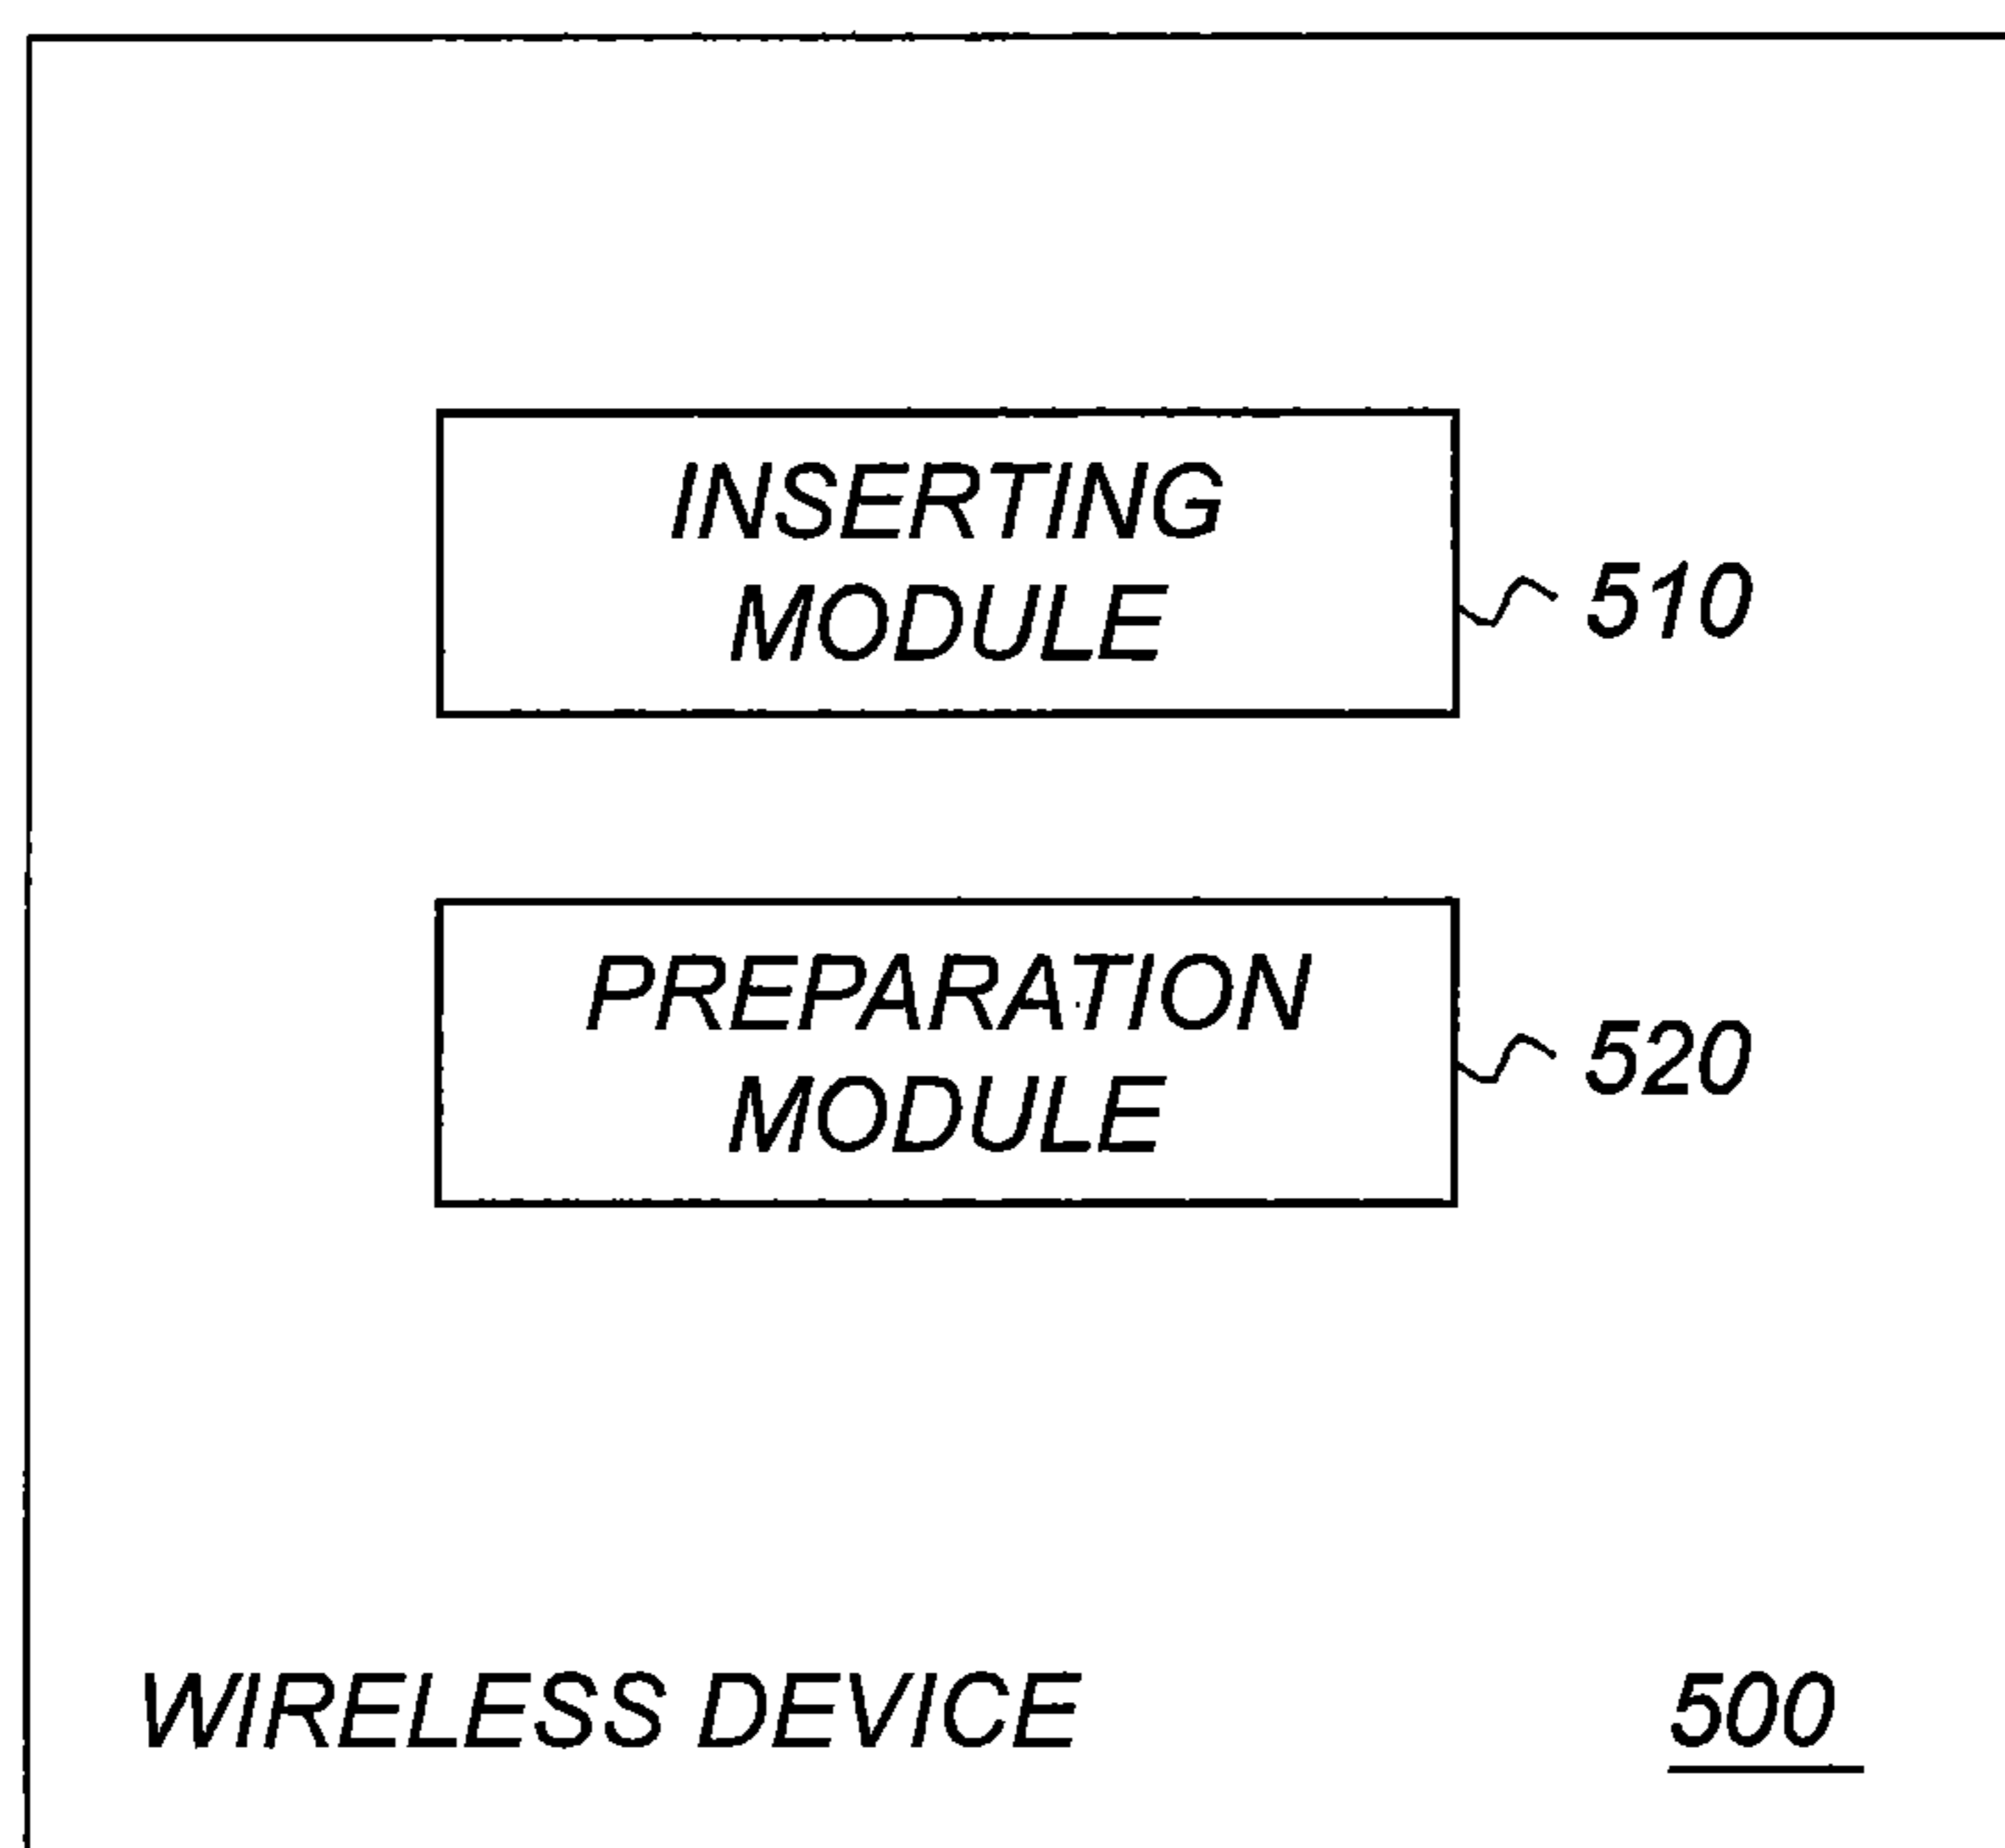 INSERTING
MODULE
510
PREPARATION
MODULE
520
WIRELESS DEVICE
500